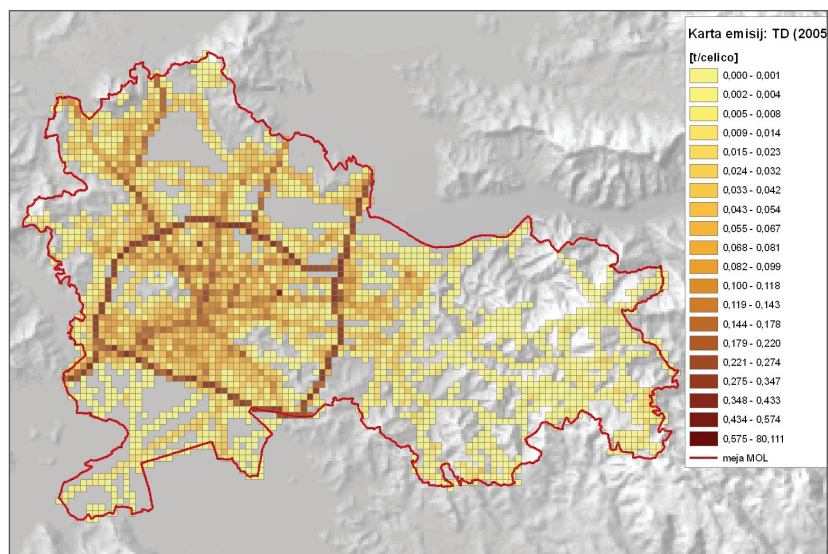 Karta emisij: TD (2005
[t/celico]
0,000 - 0,001
0,002 - 0,004
0,005 - 0,008
0,009 - 0,014
0,015 - 0,023
0,024 - 0,032
0,033 - 0,042
0,043 - 0,054
0,055 - 0,067
0,068 - 0,081
0,082 - 0,099
0,100 - 0,118
0,119 - 0,143
0,144 - 0,178
0,179 - 0,220
0,221 - 0,274
0,275 - 0,347
0,348 - 0,433
0,434 - 0,574
0,575 - 80,111
meja MOL